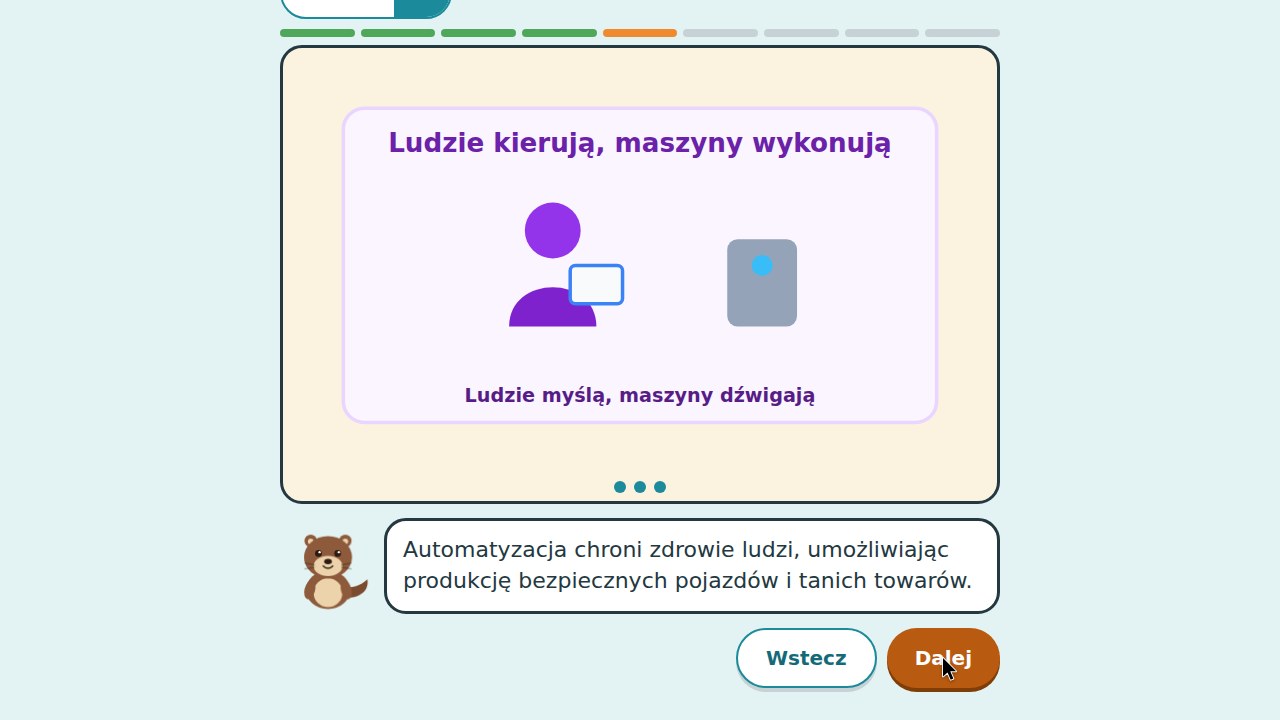 Ludzie kierują, maszyny wykonują
Ludzie myślą, maszyny dźwigają
Automatyzacja chroni zdrowie ludzi, umożliwiając
produkcję bezpiecznych pojazdów i tanich towarów.
Wstecz
Dalej